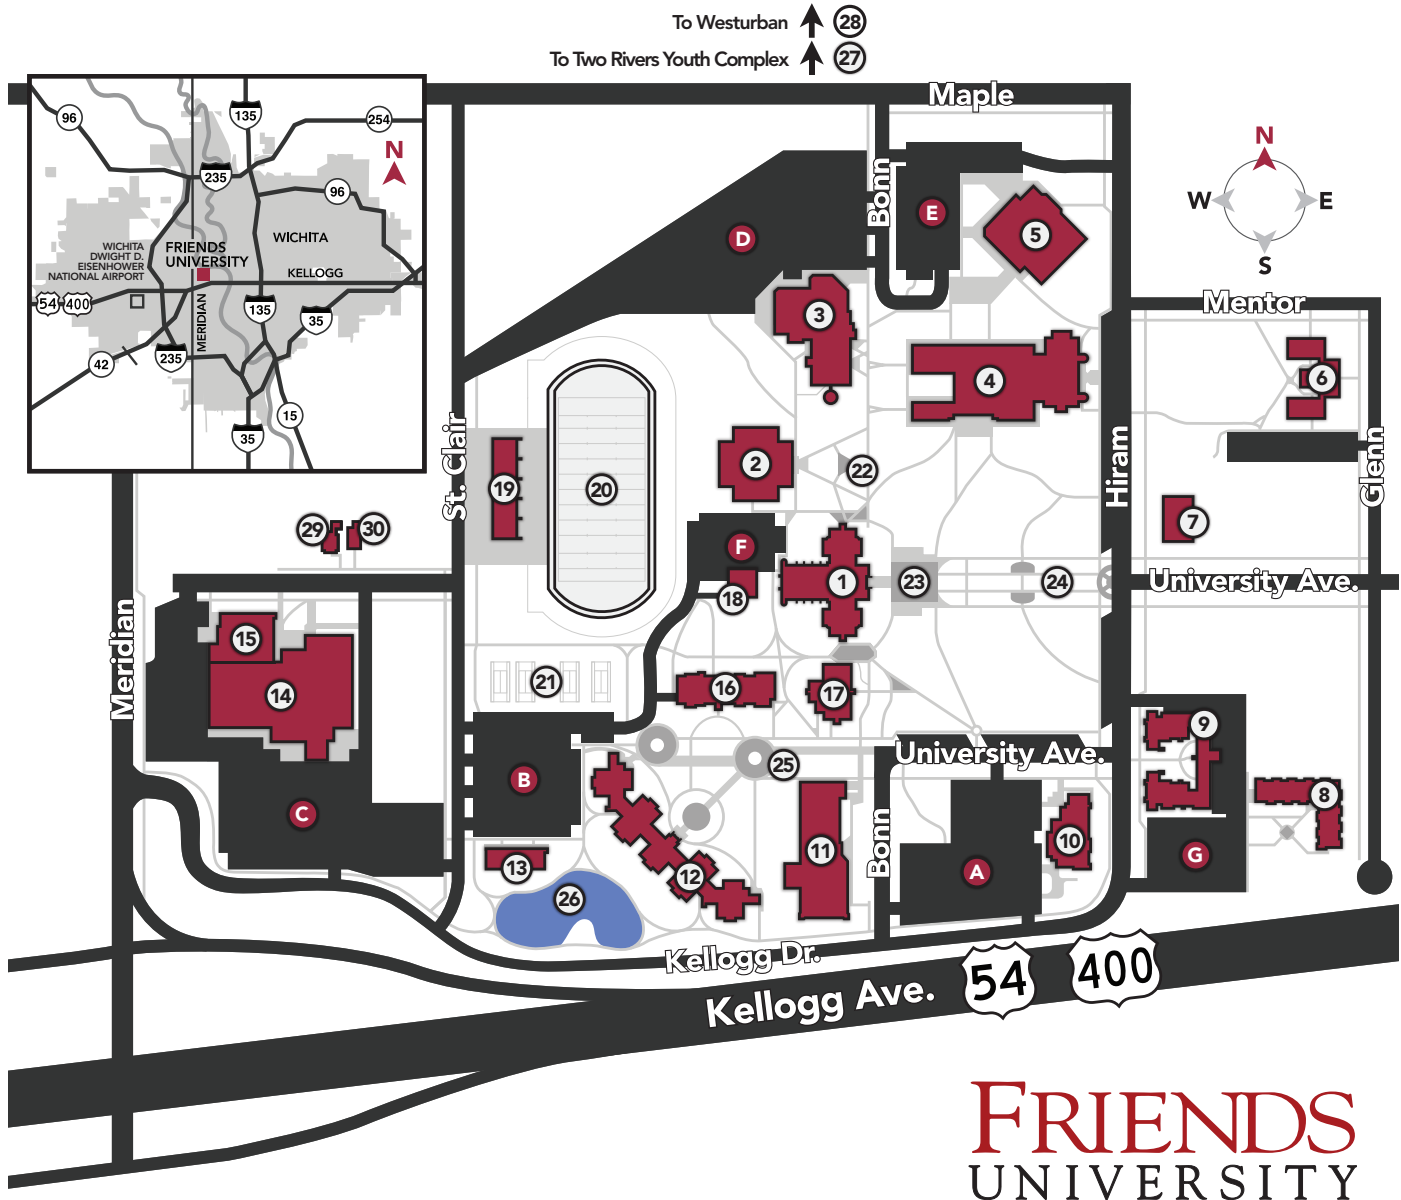 To Westurban 28
To Two Rivers Youth Complex 27
Maple
96
135
254
N
235
96
WICHITA
DWIGHT D.
EISENHOWER
NATIONAL AIRPORT
FRIENDS
UNIVERSITY
WICHITA
KELLOGG
54 400
MERIDIAN
135
35
42
235
15
35
N
W E
S
Bonn
D
E
5
3
Mentor
4
6
St. Clair
Hiram
Glenn
2
22
19
20
7
29 30
F
1
23
24
University Ave.
18
Meridian
15
14
21
16
17
9
University Ave.
25
B
C
8
11
Bonn
10
A
G
13
12
26
Kellogg Dr.
Kellogg Ave.
54
400
FRIENDS
UNIVERSITY